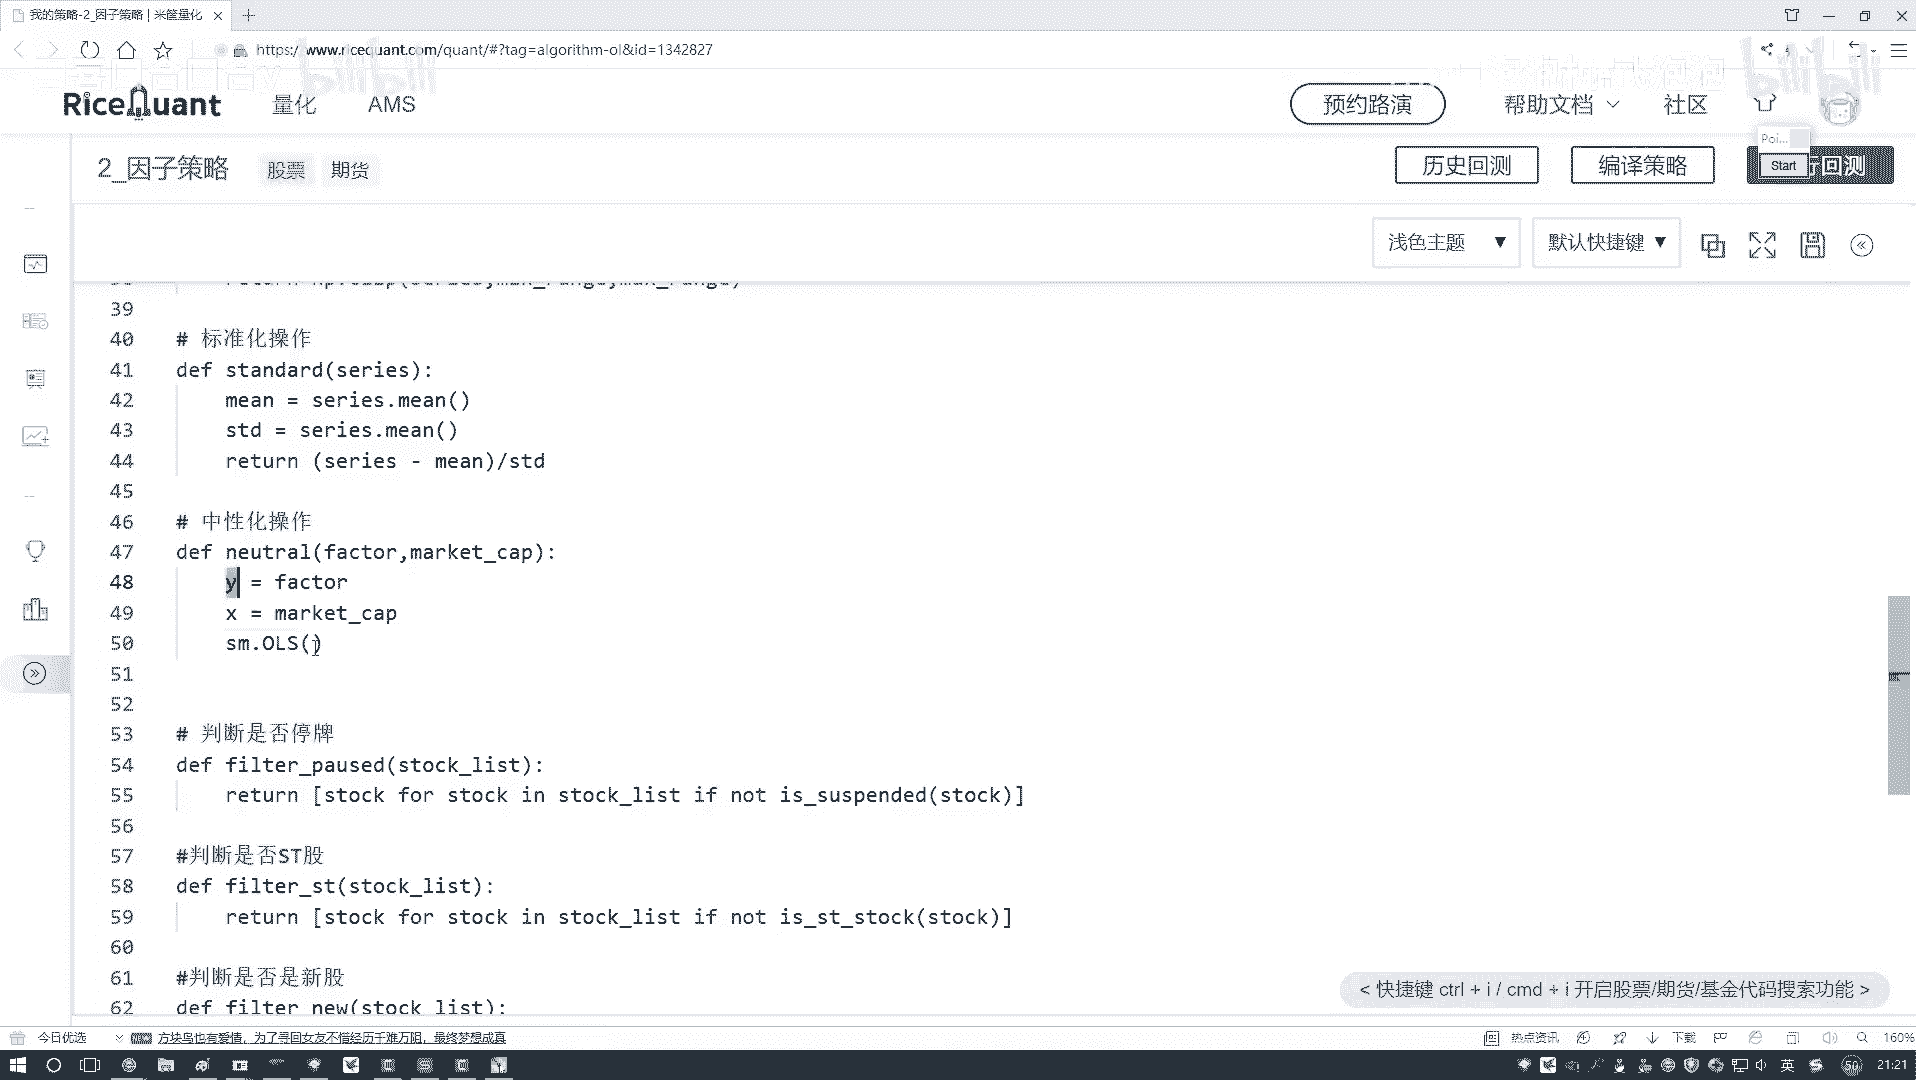 我的策略-2_因子策略 | 米筐量化
https://www.ricequant.com/quant/#?tag=algorithm-ol&id=1342827
bilibili
bilibili
RiceQuant 量化 AMS 预约路演 帮助文档 社区
Poi...
2_因子策略 股票 期货 历史回测 编译策略 Start 回测
浅色主题 默认快捷键
39
40 # 标准化操作
41 def standard(series):
42 mean = series.mean()
43 std = series.mean()
44 return (series - mean)/std
45
46 # 中性化操作
47 def neutral(factor,market_cap):
48 y = factor
49 x = market_cap
50 sm.OLS()
51
52
53 # 判断是否停牌
54 def filter_paused(stock_list):
55 return [stock for stock in stock_list if not is_suspended(stock)]
56
57 #判断是否ST股
58 def filter_st(stock_list):
59 return [stock for stock in stock_list if not is_st_stock(stock)]
60
61 #判断是否是新股
62 def filter_new(stock_list):
< 快捷键 ctrl + i / cmd + i 开启股票/期货/基金代码搜索功能 >
今日优选 方块鸟也有爱情，为了寻回女友不惜经历千难万阻，最终梦想成真 热点资讯 下载 160%
英 50 21:21